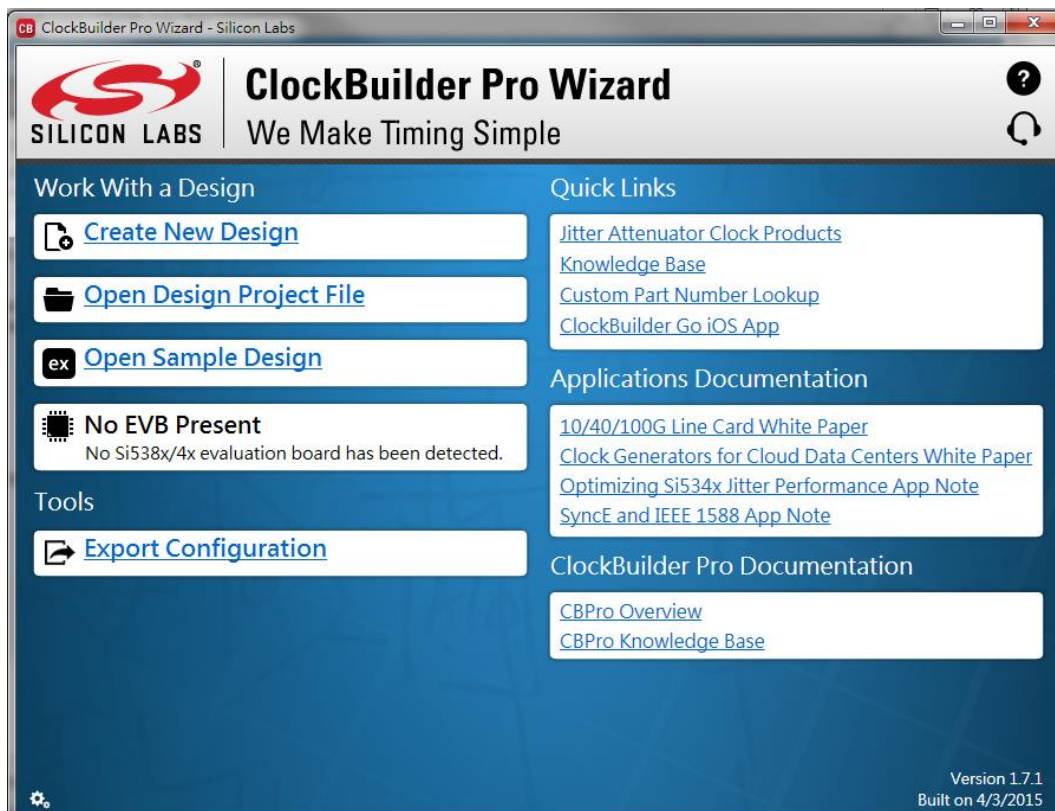 CB ClockBuilder Pro Wizard - Silicon Labs
SILICON LABS
®
ClockBuilder Pro Wizard
We Make Timing Simple
?
Work With a Design
Create New Design
Open Design Project File
ex Open Sample Design
No EVB Present
No Si538x/4x evaluation board has been detected.
Tools
Export Configuration
Quick Links
Jitter Attenuator Clock Products
Knowledge Base
Custom Part Number Lookup
ClockBuilder Go iOS App
Applications Documentation
10/40/100G Line Card White Paper
Clock Generators for Cloud Data Centers White Paper
Optimizing Si534x Jitter Performance App Note
SyncE and IEEE 1588 App Note
ClockBuilder Pro Documentation
CBPro Overview
CBPro Knowledge Base
Version 1.7.1
Built on 4/3/2015